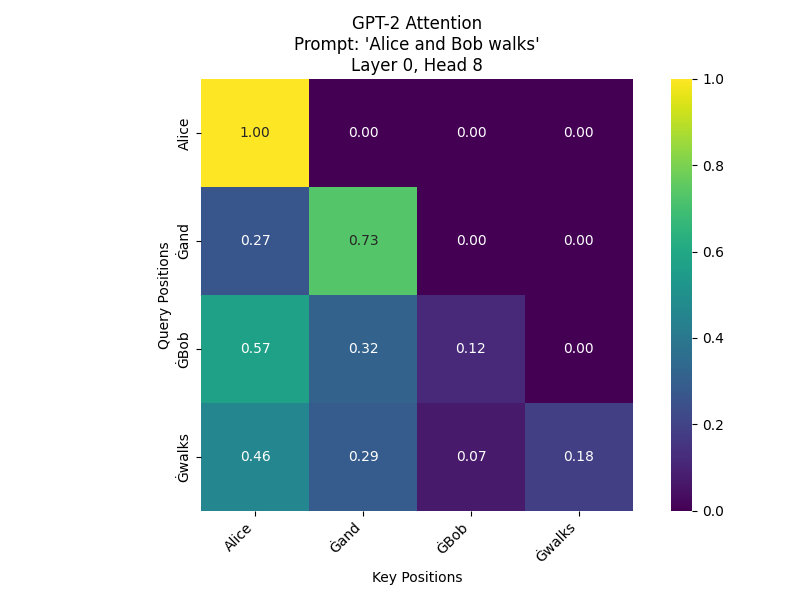 GPT-2 Attention
Prompt: 'Alice and Bob walks'
Layer 0, Head 8
Query Positions
Alice
Ġand
ĠBob
Ġwalks
1.00 0.00 0.00 0.00
0.27 0.73 0.00 0.00
0.57 0.32 0.12 0.00
0.46 0.29 0.07 0.18
Alice Ġand ĠBob Ġwalks
Key Positions
1.0
0.8
0.6
0.4
0.2
0.0